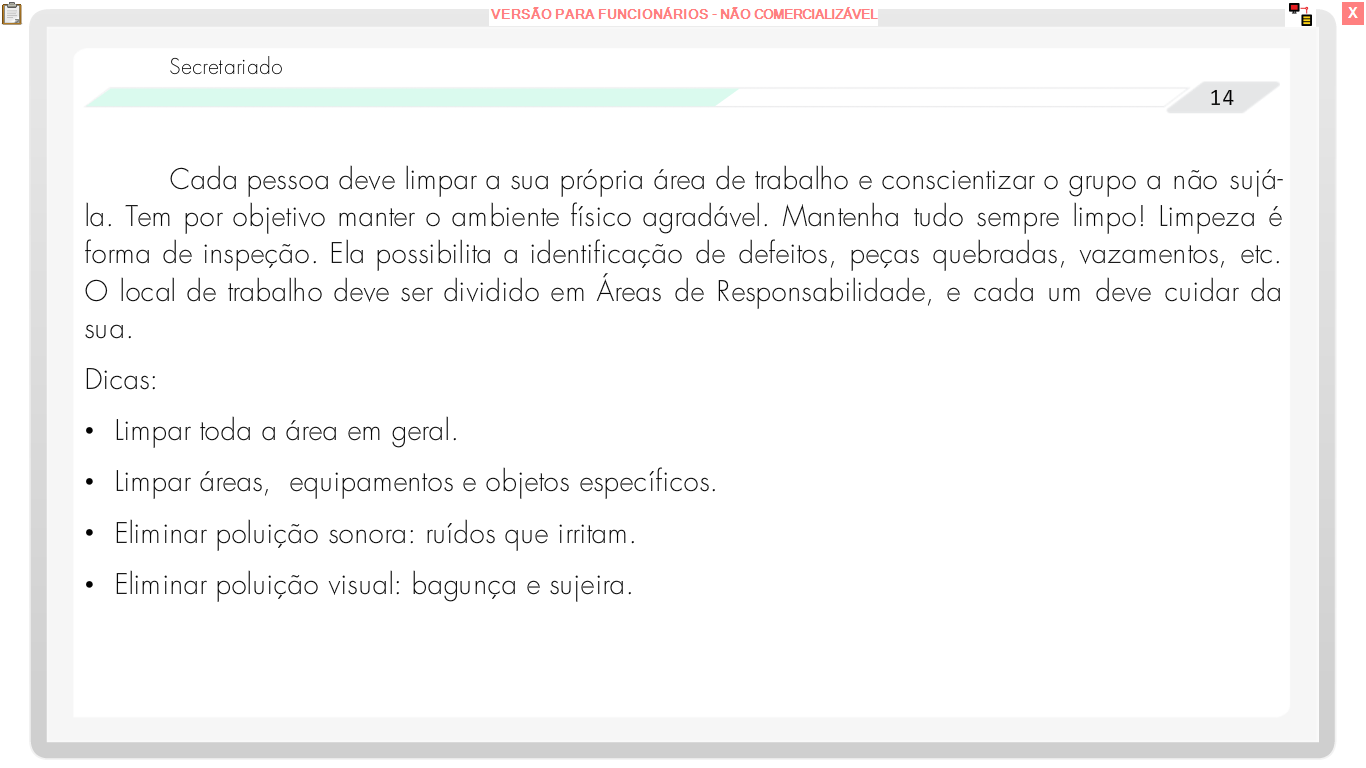 VERSÃO PARA FUNCIONÁRIOS - NÃO COMERCIALIZÁVEL
X
Secretariado
14
Cada pessoa deve limpar a sua própria área de trabalho e conscientizar o grupo a não sujá-
la. Tem por objetivo manter o ambiente físico agradável. Mantenha tudo sempre limpo! Limpeza é
forma de inspeção. Ela possibilita a identificação de defeitos, peças quebradas, vazamentos, etc.
O local de trabalho deve ser dividido em Áreas de Responsabilidade, e cada um deve cuidar da
sua.
Dicas:
• Limpar toda a área em geral.
• Limpar áreas,  equipamentos e objetos específicos.
• Eliminar poluição sonora: ruídos que irritam.
• Eliminar poluição visual: bagunça e sujeira.